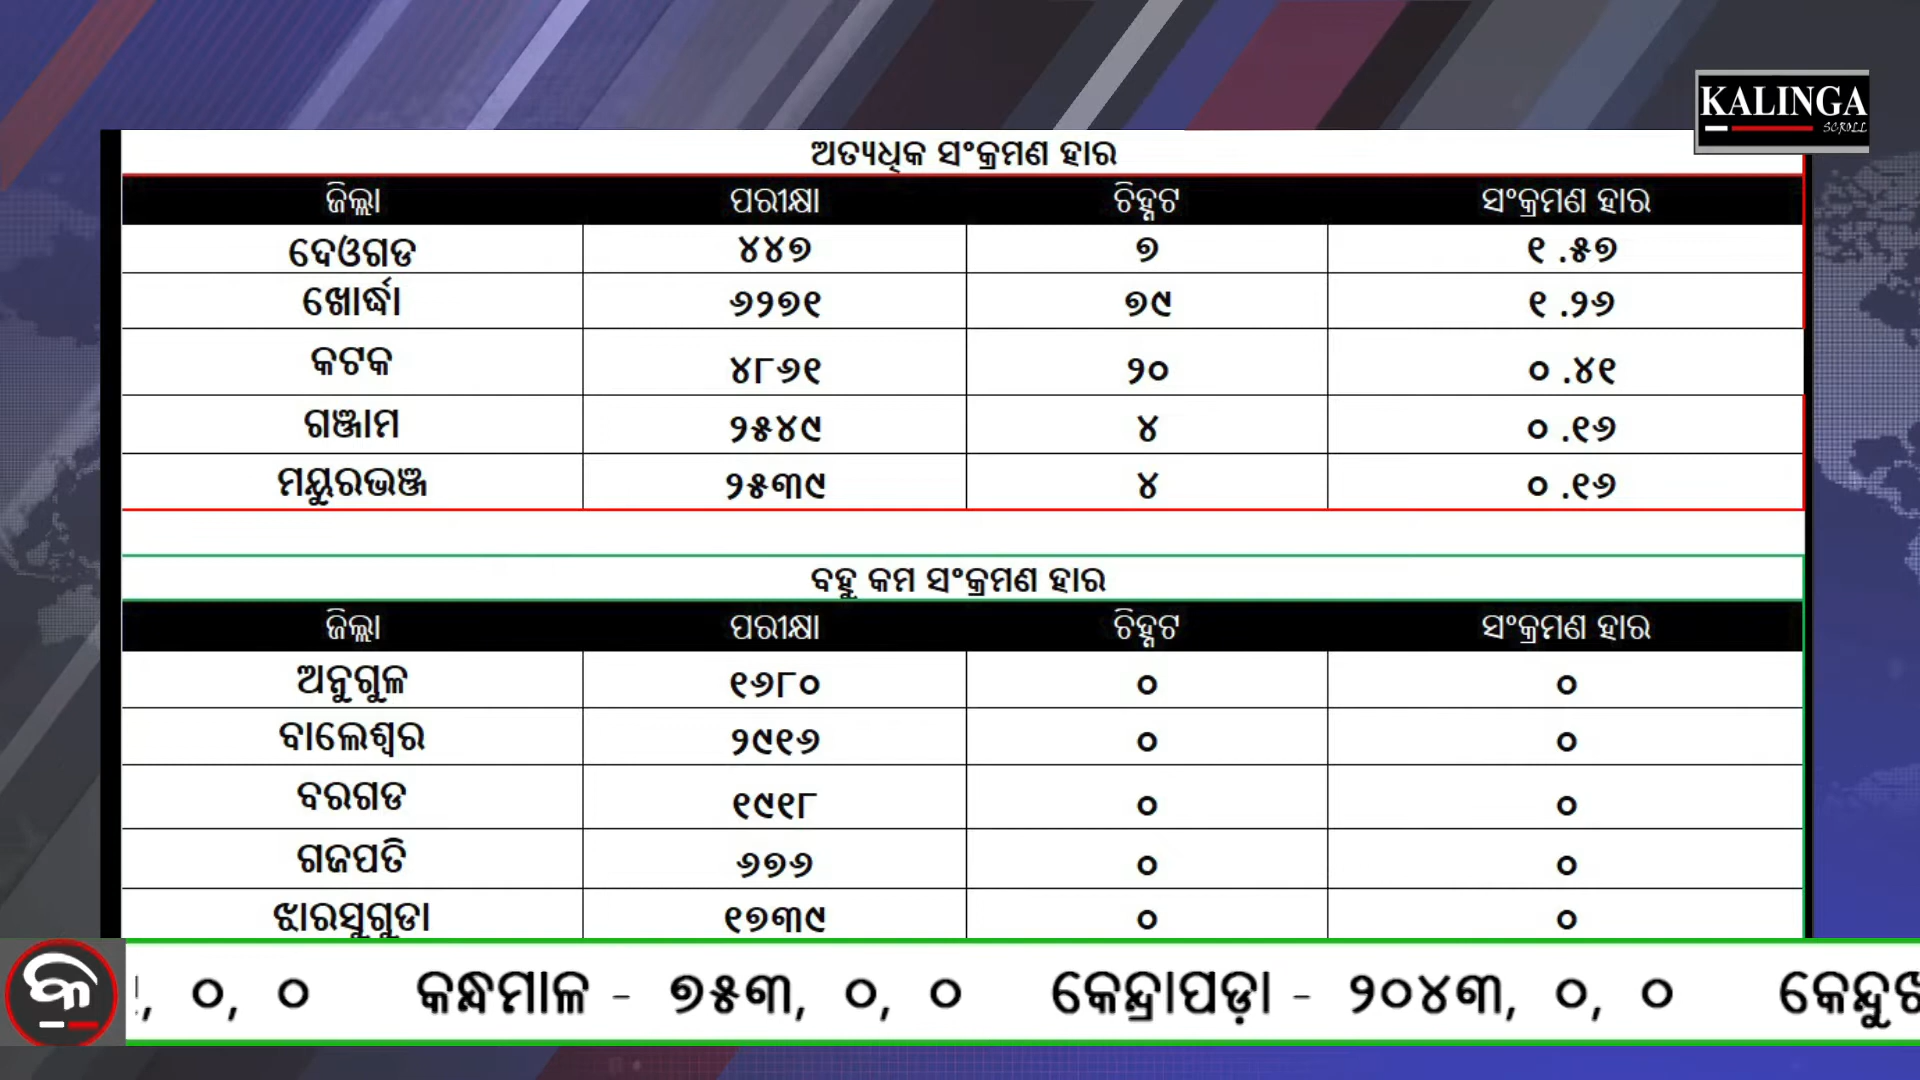 KALINGA
SCROLL
ଅତ୍ୟଧିକ ସଂକ୍ରମଣ ହାର
ଜିଲ୍ଲା ପରୀକ୍ଷା ଚିହ୍ନଟ ସଂକ୍ରମଣ ହାର
ଦେଓଗଡ ୪୪୭ ୭ ୧ .୫୭
ଖୋର୍ଦ୍ଧା ୬୨୭୧ ୭୯ ୧ .୨୬
କଟକ ୪୮୬୧ ୨୦ ୦ .୪୧
ଗଞ୍ଜାମ ୨୫୪୯ ୪ ୦ .୧୬
ମୟୁରଭଞ୍ଜ ୨୫୩୯ ୪ ୦ .୧୬
ବହୁ କମ ସଂକ୍ରମଣ ହାର
ଜିଲ୍ଲା ପରୀକ୍ଷା ଚିହ୍ନଟ ସଂକ୍ରମଣ ହାର
ଅନୁଗୁଳ ୧୬୮୦ ୦ ୦
ବାଲେଶ୍ଵର ୨୯୧୬ ୦ ୦
ବରଗଡ ୧୯୧୮ ୦ ୦
ଗଜପତି ୬୭୬ ୦ ୦
ଝାରସୁଗୁଡା ୧୭୩୯ ୦ ୦
କ , ୦, ୦ କନ୍ଧମାଳ - ୭୫୩, ୦, ୦ କେନ୍ଦ୍ରାପଡ଼ା - ୨୦୪୩, ୦, ୦